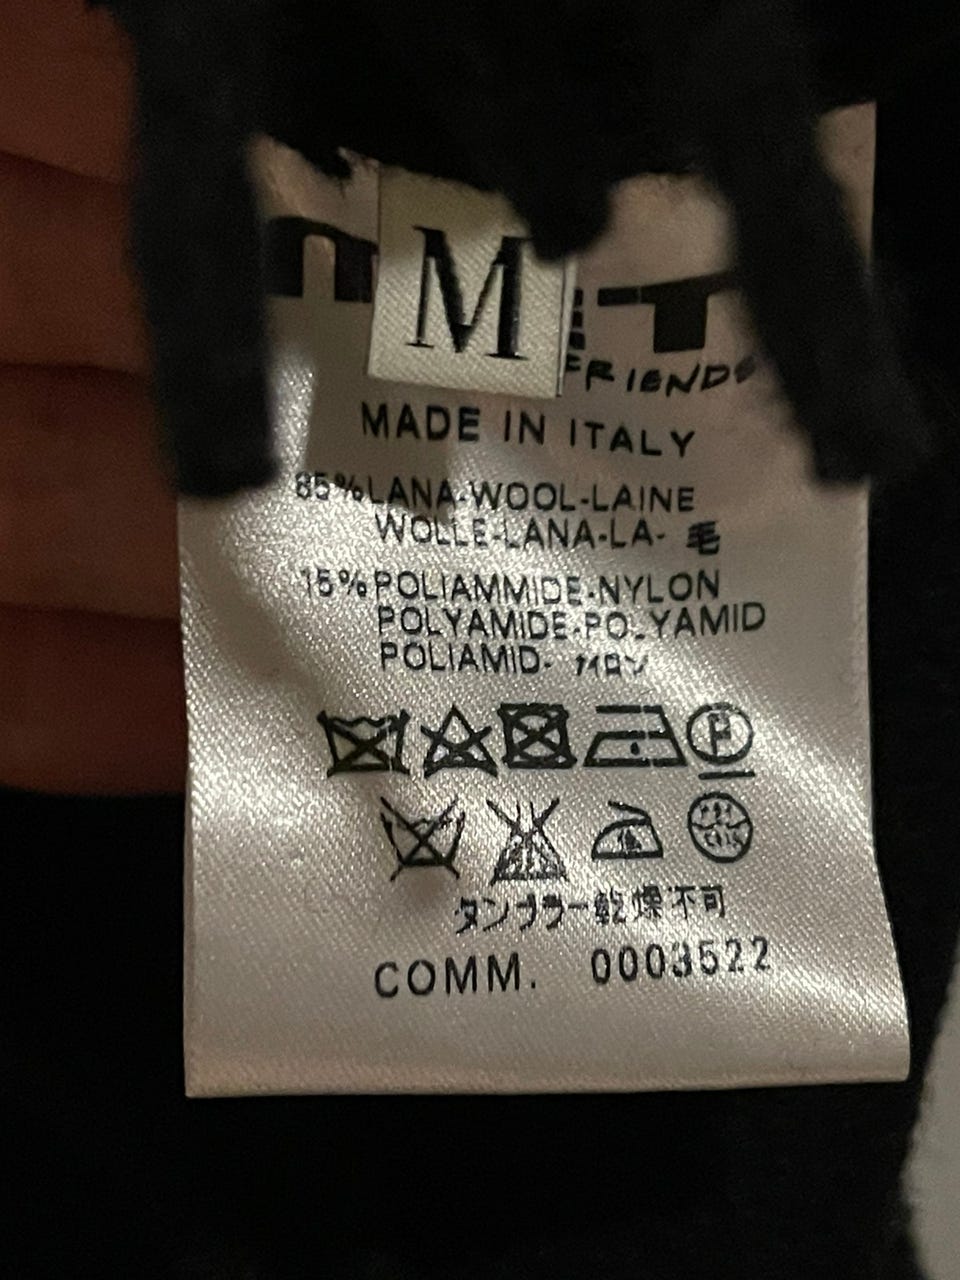 M
FRIENDS
MADE IN ITALY
85% LANA-WOOL-LAINE
WOLLE-LANA-LA- 毛
15% POLIAMMIDE-NYLON
POLYAMIDE-POLYAMID
POLIAMID- ナイロン
P
タンブラー乾燥不可
COMM. 0003522